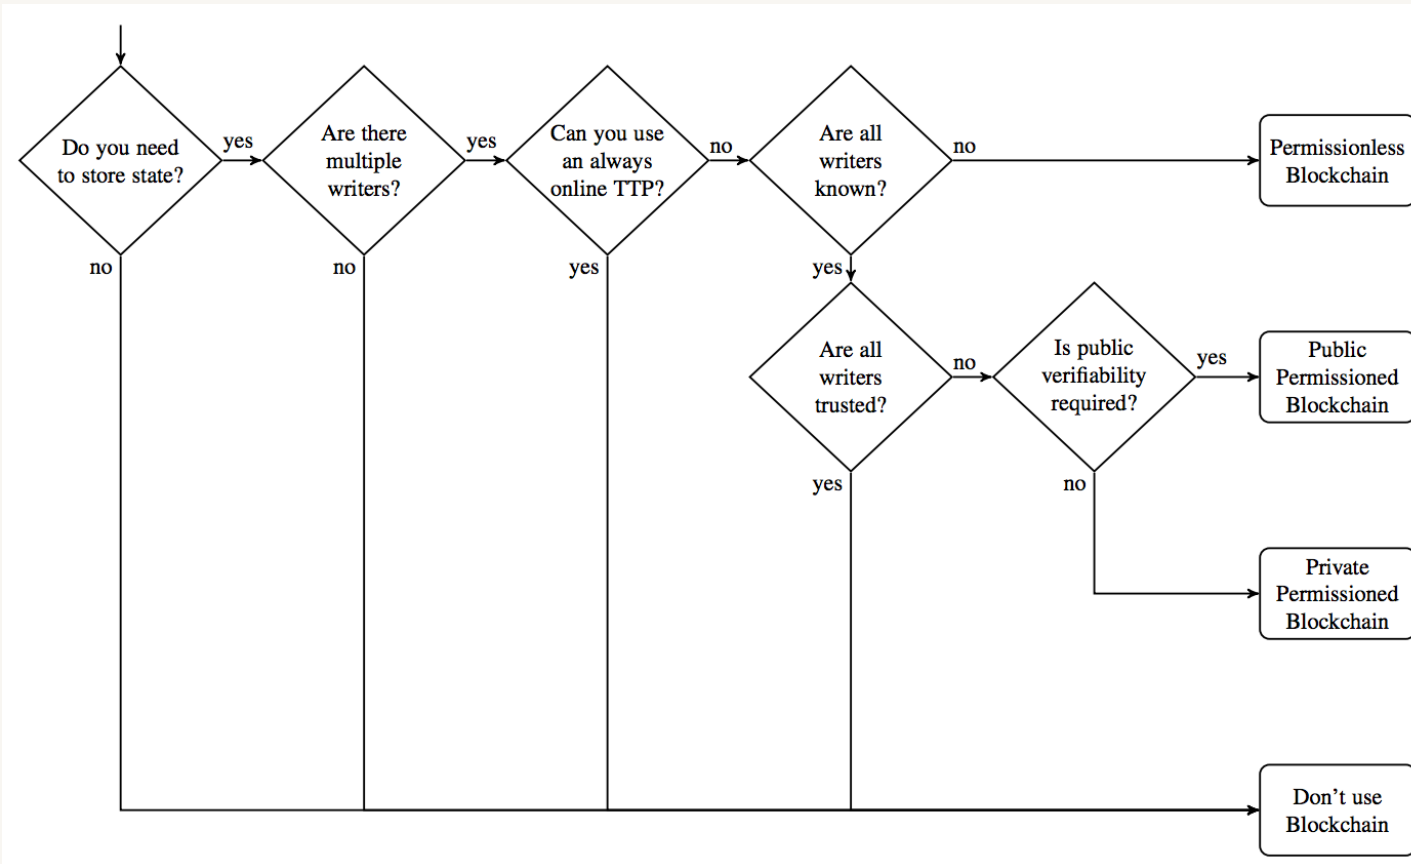 Do you need
to store state?
yes
no
Are there
multiple
writers?
yes
no
Can you use
an always
online TTP?
no
yes
Are all
writers
known?
no
yes
Permissionless
Blockchain
Are all
writers
trusted?
no
yes
Is public
verifiability
required?
yes
no
Public
Permissioned
Blockchain
Private
Permissioned
Blockchain
Don’t use
Blockchain